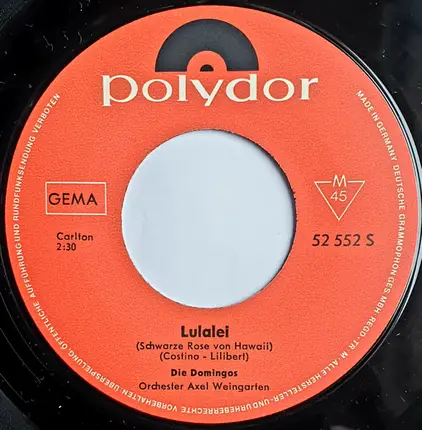 polydor
GEMA
Carlton
2:30
M
45
52 552 S
Lulalei
(Schwarze Rose von Hawaii)
(Costino - Lilibert)
Die Domingos
Orchester Axel Weingarten
MADE IN GERMANY DEUTSCHE GRAMMOPHON GES MBH REGD. TR. M. ALLE HERSTELLER- UND URHEBERRECHTE VORBEHALTEN ÜBERSPIELUNG ÖFFENTLICHE AUFFÜHRUNG UND RUNDFUNKSENDUNG VERBOTEN